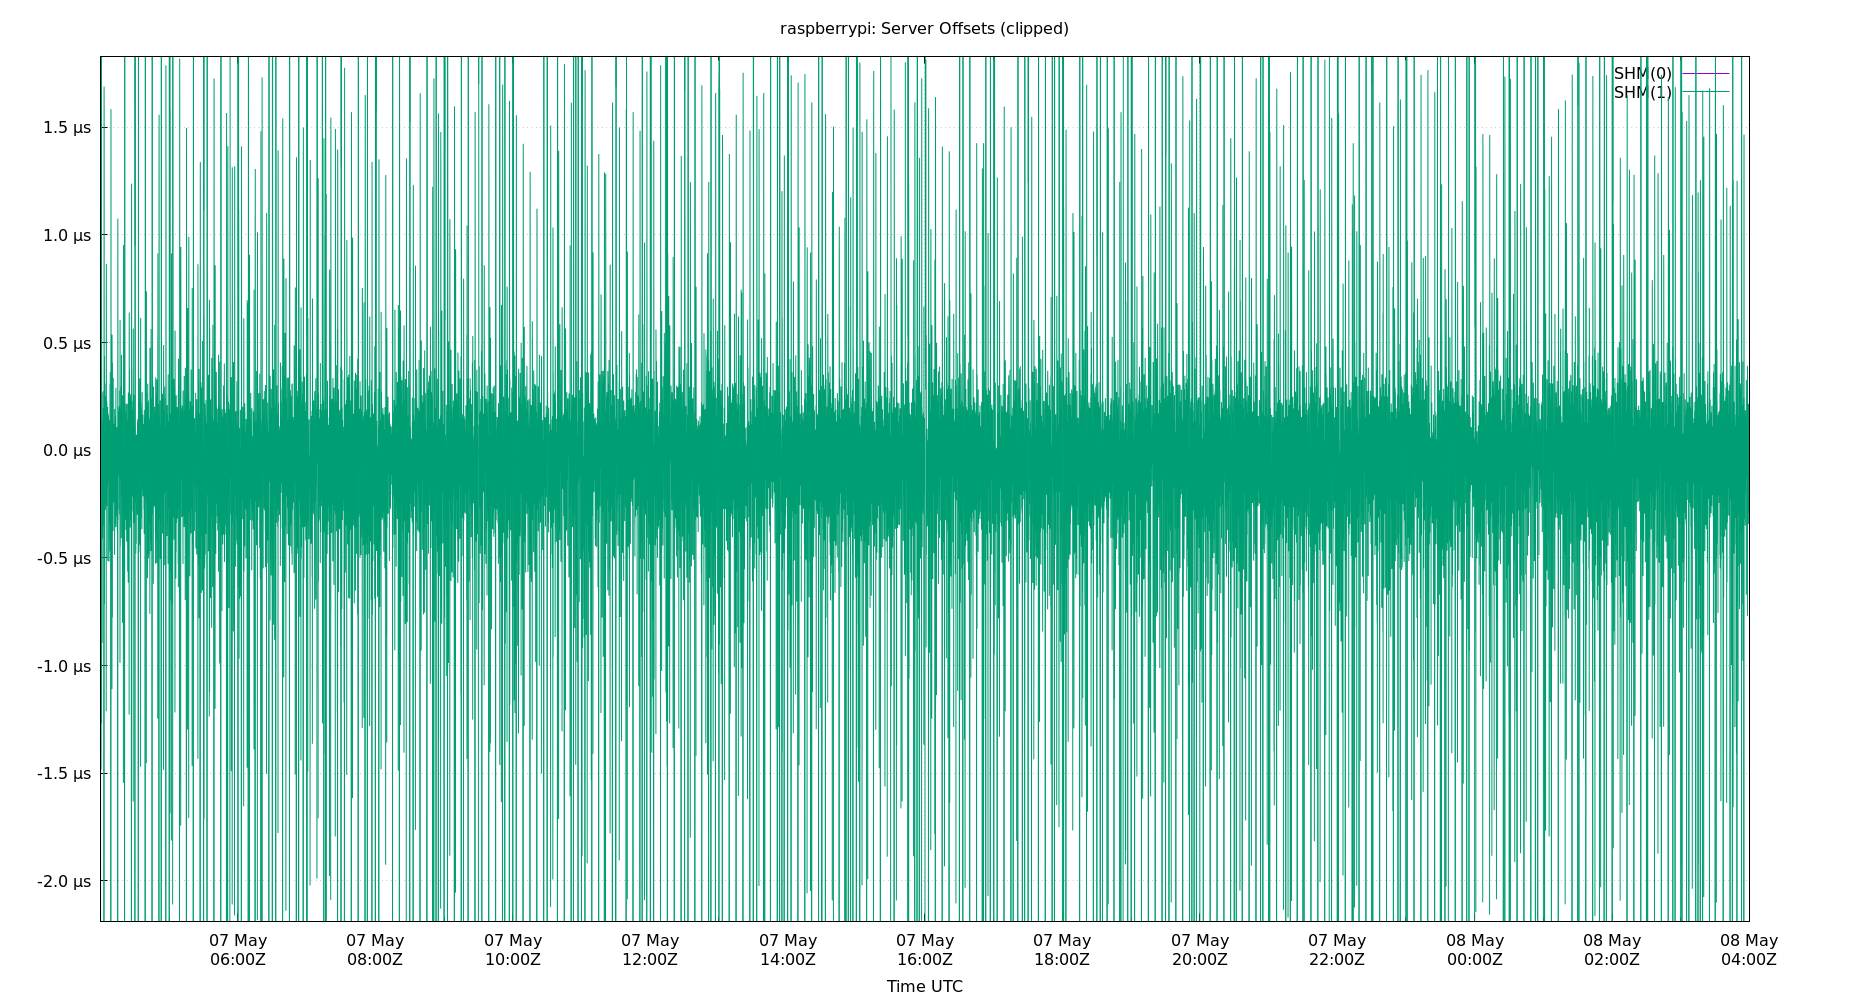 raspberrypi: Server Offsets (clipped)
SHM(0)
SHM(1)
1.5 µs
1.0 µs
0.5 µs
0.0 µs
-0.5 µs
-1.0 µs
-1.5 µs
-2.0 µs
07 May 07 May 07 May 07 May 07 May 07 May 07 May 07 May 07 May 08 May 08 May 08 May
06:00Z 08:00Z 10:00Z 12:00Z 14:00Z 16:00Z 18:00Z 20:00Z 22:00Z 00:00Z 02:00Z 04:00Z
Time UTC